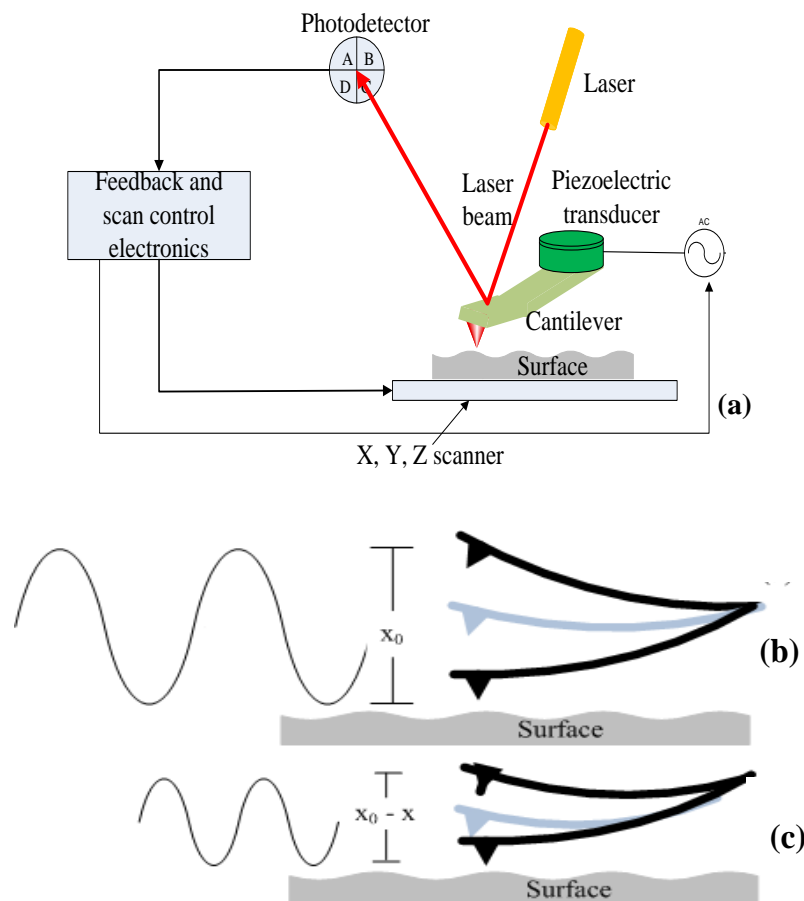 Photodetector
A B
D C
Laser
Feedback and
scan control
electronics
Laser
beam
Piezoelectric
transducer
AC
Cantilever
Surface
(a)
X, Y, Z scanner
x₀
(b)
Surface
x₀ - x
(c)
Surface